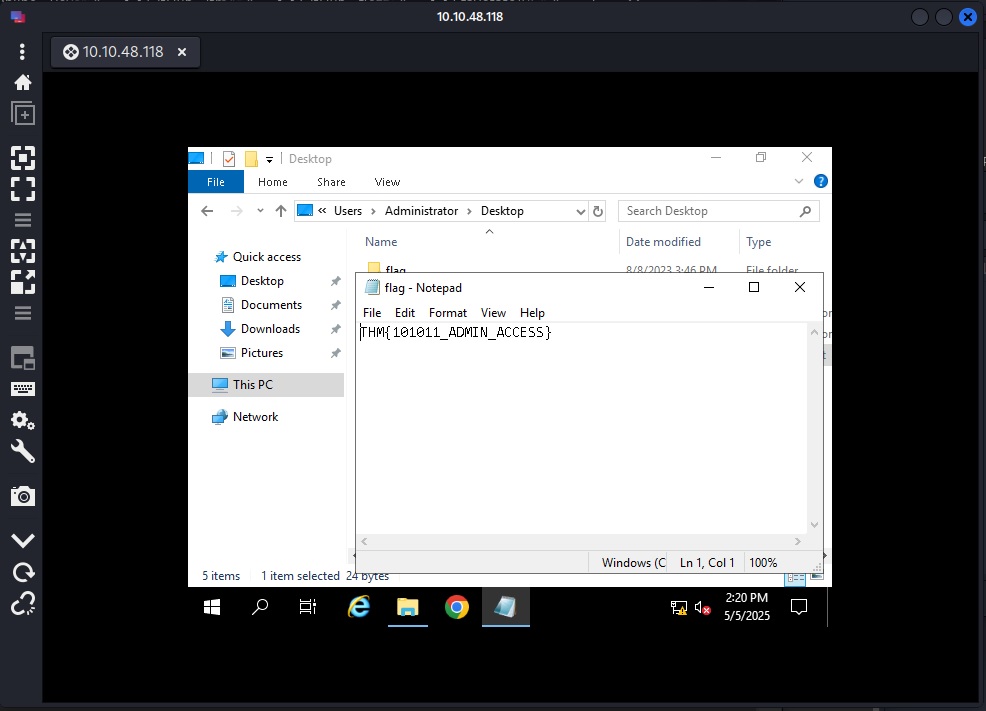 10.10.48.118
10.10.48.118
Desktop
File Home Share View
« Users › Administrator › Desktop
Search Desktop
Name Date modified Type
Quick access
Desktop
Documents
Downloads
Pictures
This PC
Network
flag 8/8/2023 3:46 PM File folder
flag - Notepad
File Edit Format View Help
THM{101011_ADMIN_ACCESS}
Windows (C Ln 1, Col 1 100%
5 items 1 item selected 24 bytes
2:20 PM
5/5/2025